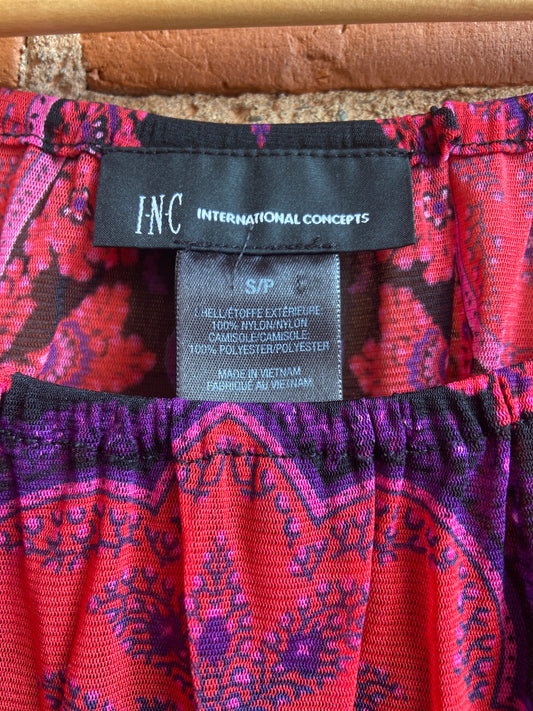 I·N·C INTERNATIONAL CONCEPTS
S/P
SHELL/ÉTOFFE EXTÉRIEURE:
100% NYLON/NYLON
CAMISOLE/CAMISOLE:
100% POLYESTER/POLYESTER
MADE IN VIETNAM
FABRIQUÉ AU VIETNAM